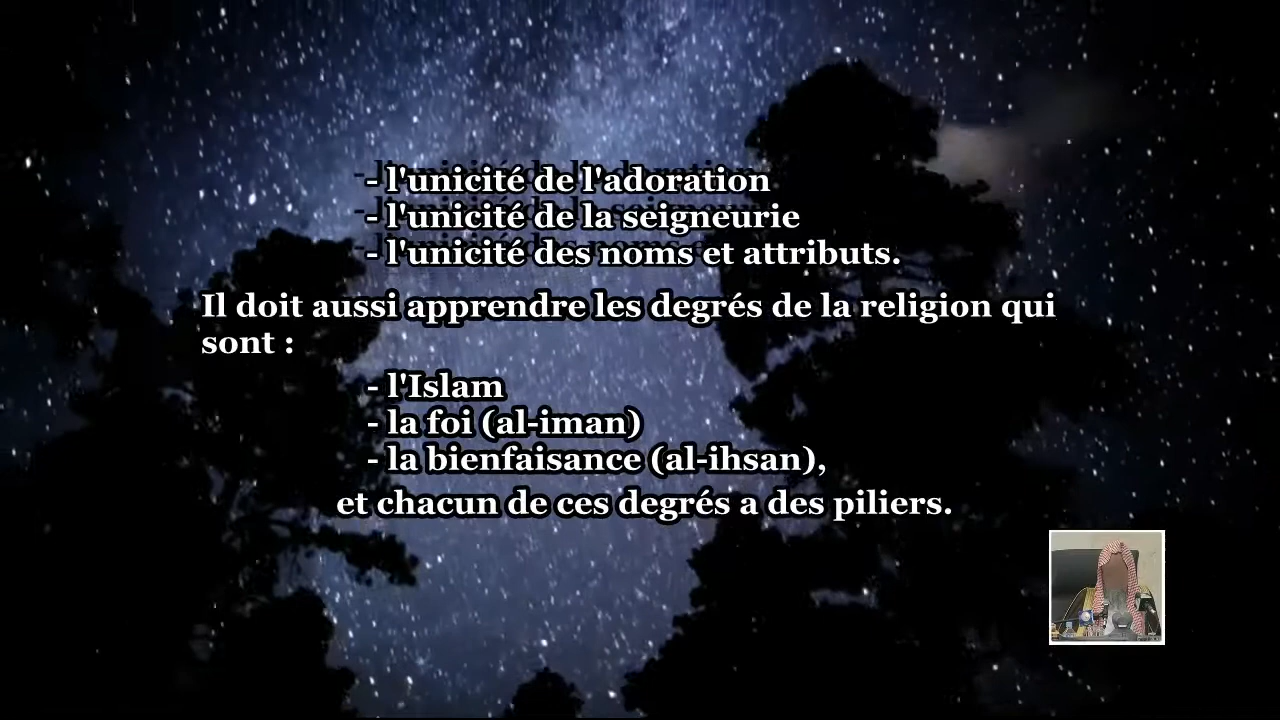 - l'unicité de l'adoration
- l'unicité de la seigneurie
- l'unicité des noms et attributs.
Il doit aussi apprendre les degrés de la religion qui
sont :
- l'Islam
- la foi (al-iman)
- la bienfaisance (al-ihsan),
et chacun de ces degrés a des piliers.